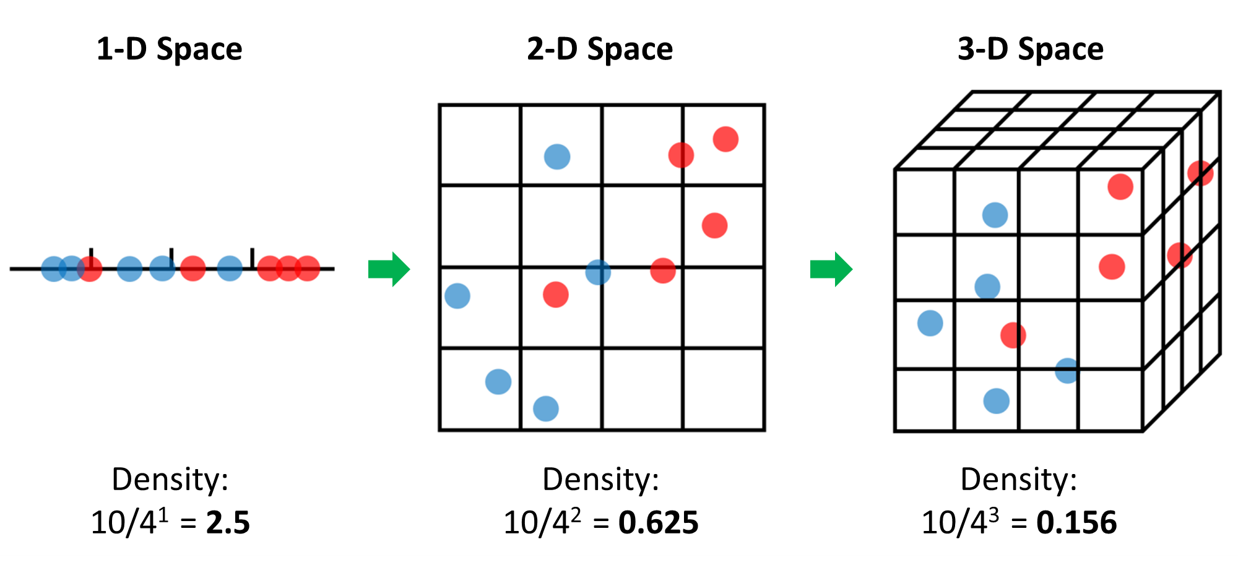 1-D Space
2-D Space
3-D Space
Density:
10/4¹ = 2.5
Density:
10/4² = 0.625
Density:
10/4³ = 0.156